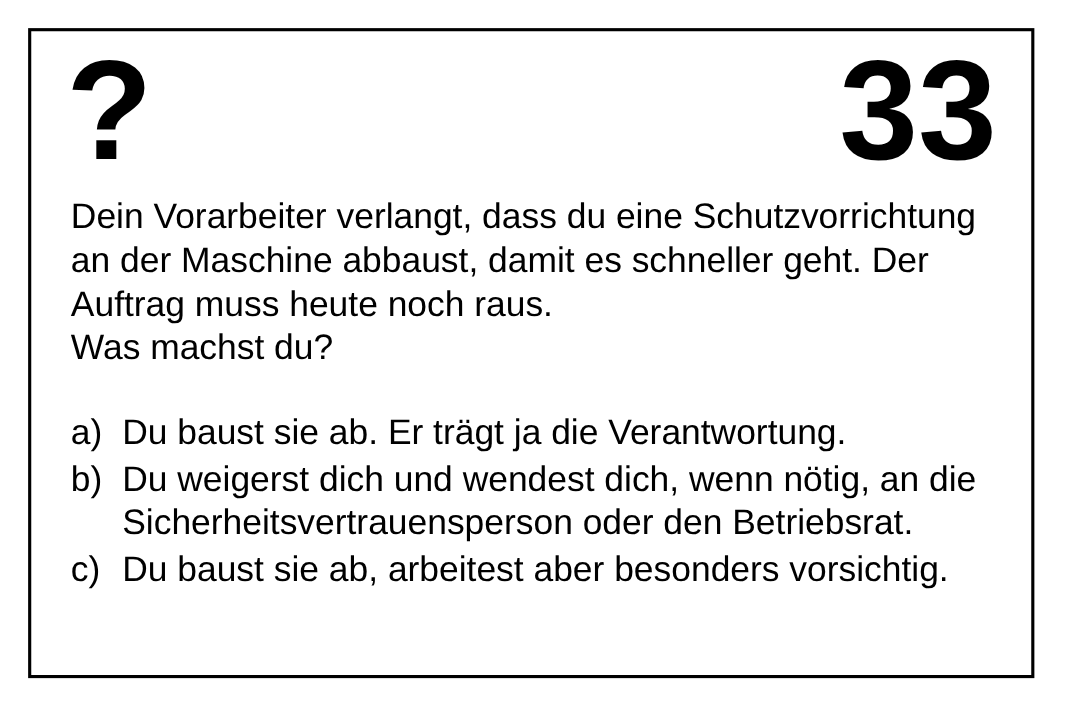 ? 33
Dein Vorarbeiter verlangt, dass du eine Schutzvorrichtung
an der Maschine abbaust, damit es schneller geht. Der
Auftrag muss heute noch raus.
Was machst du?
a) Du baust sie ab. Er trägt ja die Verantwortung.
b) Du weigerst dich und wendest dich, wenn nötig, an die
Sicherheitsvertrauensperson oder den Betriebsrat.
c) Du baust sie ab, arbeitest aber besonders vorsichtig.